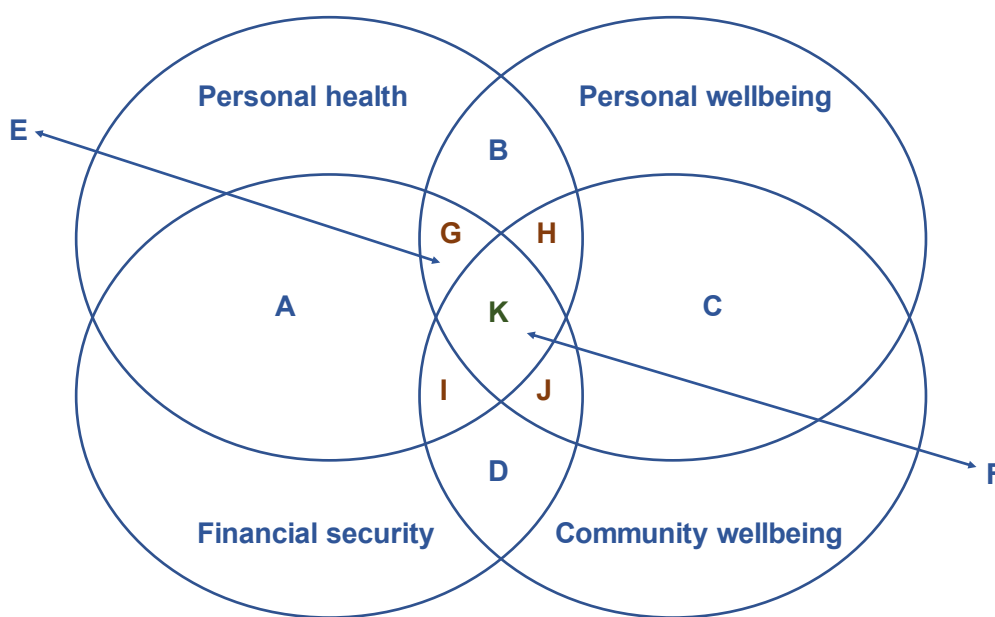 Personal health
Personal wellbeing
E
B
G
H
A
K
C
I
J
D
F
Financial security
Community wellbeing